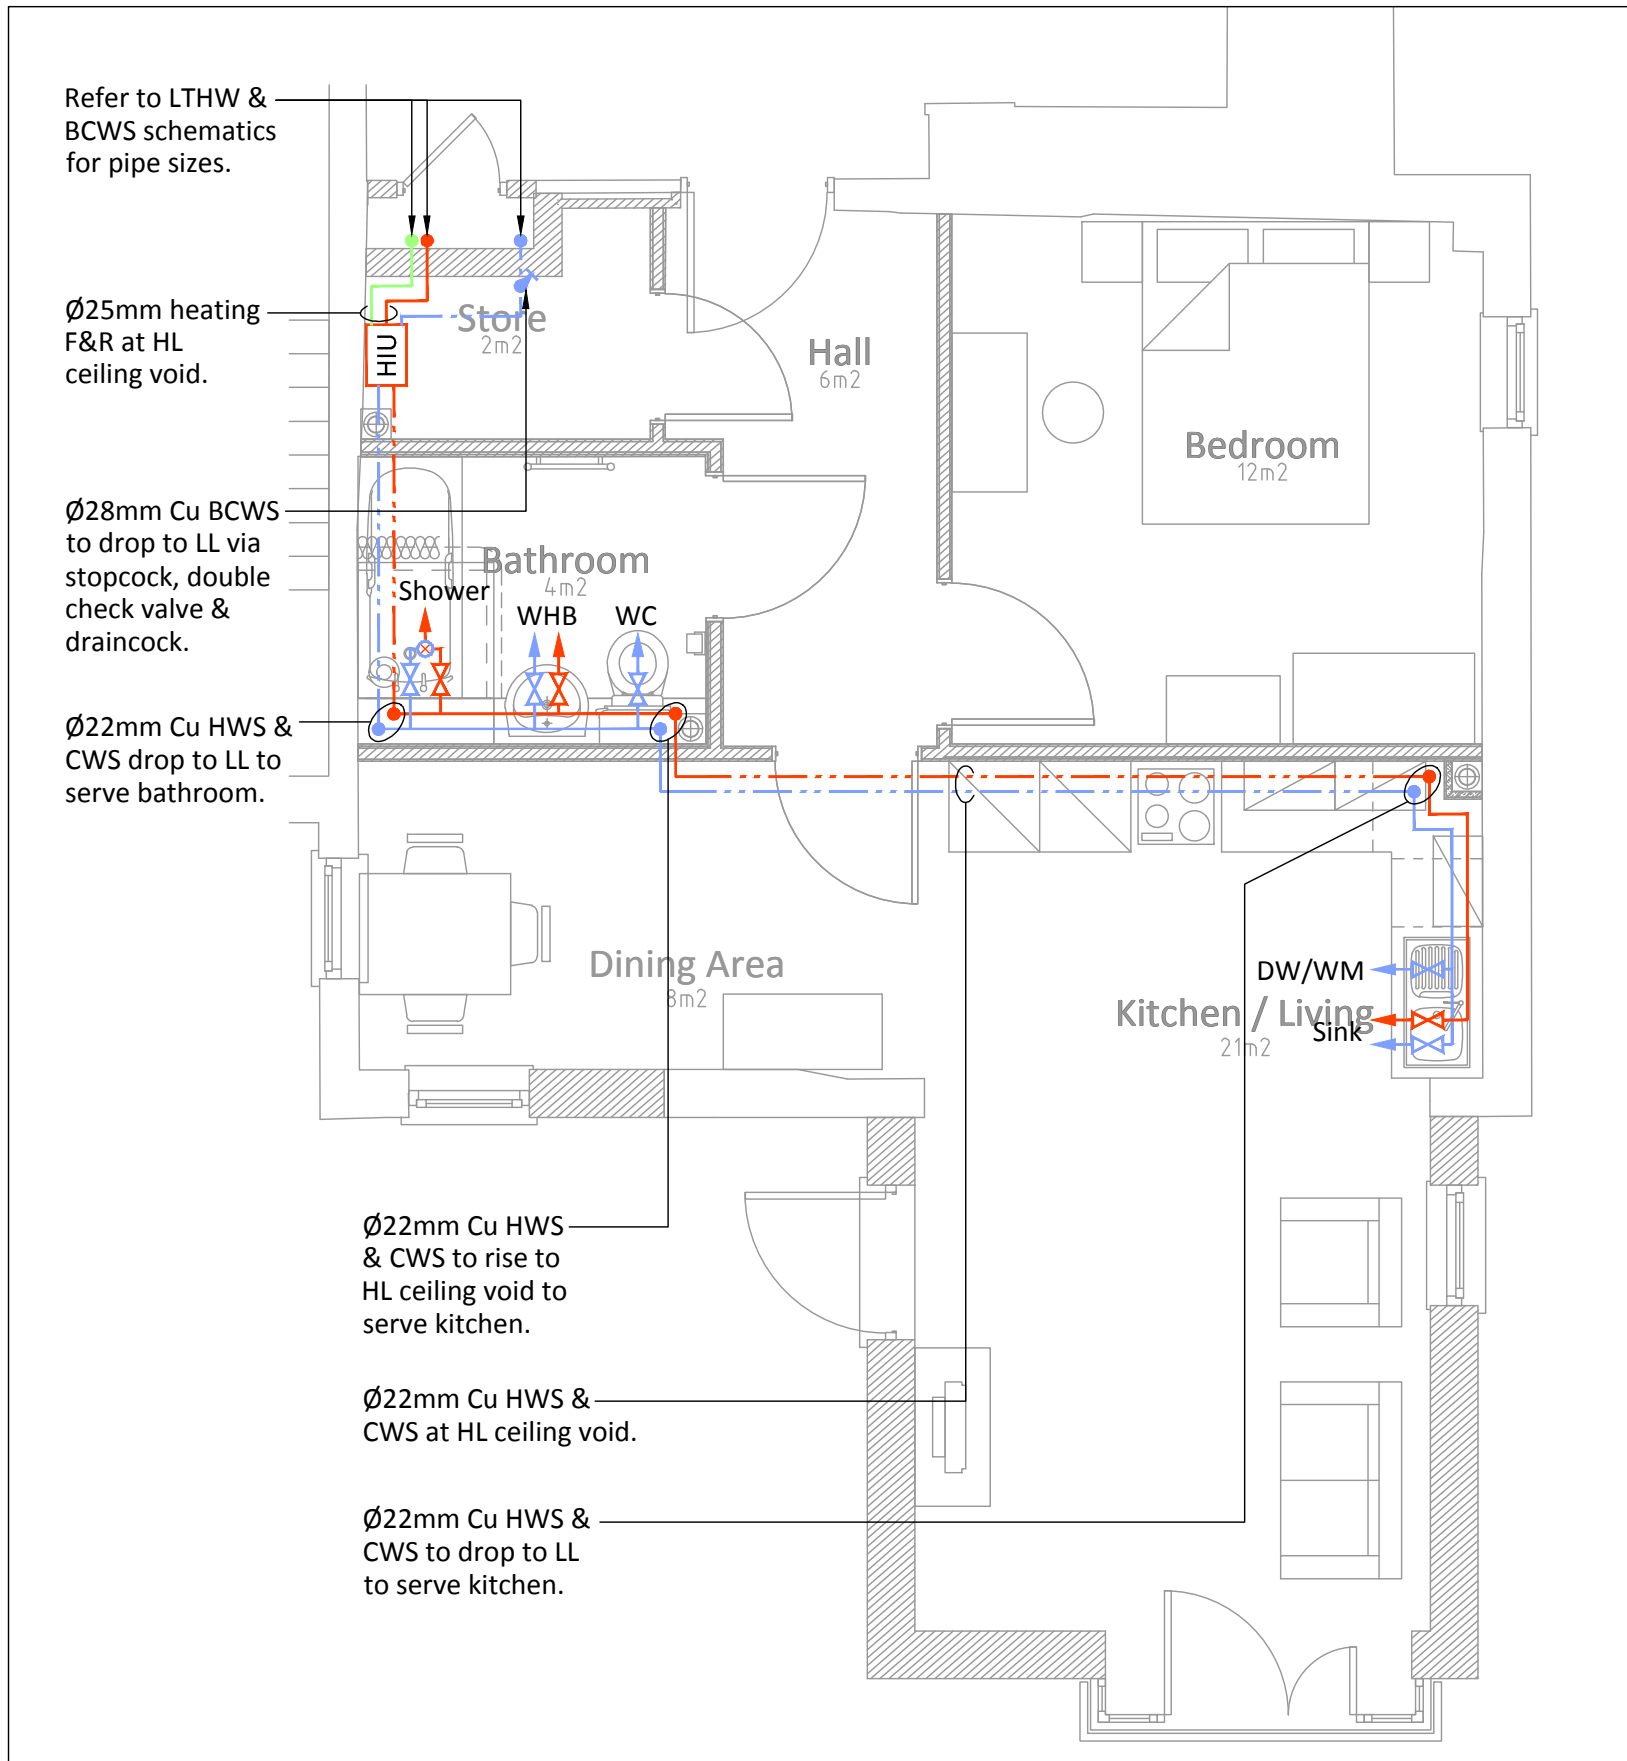 Refer to LTHW &
BCWS schematics
for pipe sizes.
Ø25mm heating
F&R at HL
ceiling void.
HIU
Store
2m2
Hall
6m2
Bedroom
12m2
Ø28mm Cu BCWS
to drop to LL via
stopcock, double
check valve &
draincock.
Bathroom
4m2
Shower
WHB
WC
Ø22mm Cu HWS &
CWS drop to LL to
serve bathroom.
Dining Area
8m2
DW/WM
Kitchen / Living
21m2
Sink
Ø22mm Cu HWS
& CWS to rise to
HL ceiling void to
serve kitchen.
Ø22mm Cu HWS &
CWS at HL ceiling void.
Ø22mm Cu HWS &
CWS to drop to LL
to serve kitchen.